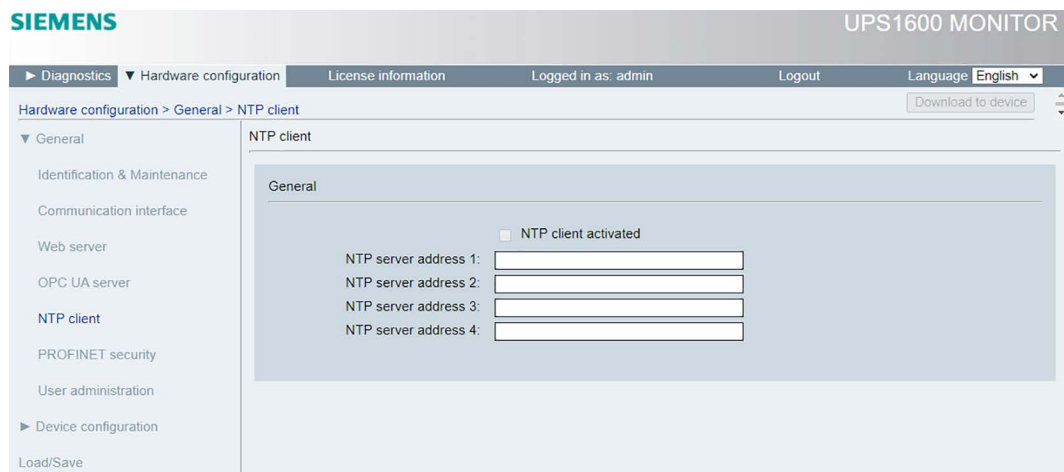 SIEMENS
UPS1600 MONITOR
► Diagnostics ▼ Hardware configuration License information Logged in as: admin Logout Language English
Hardware configuration > General > NTP client
Download to device
▼ General
Identification & Maintenance
Communication interface
Web server
OPC UA server
NTP client
PROFINET security
User administration
► Device configuration
Load/Save
NTP client
General
NTP client activated
NTP server address 1:
NTP server address 2:
NTP server address 3:
NTP server address 4: